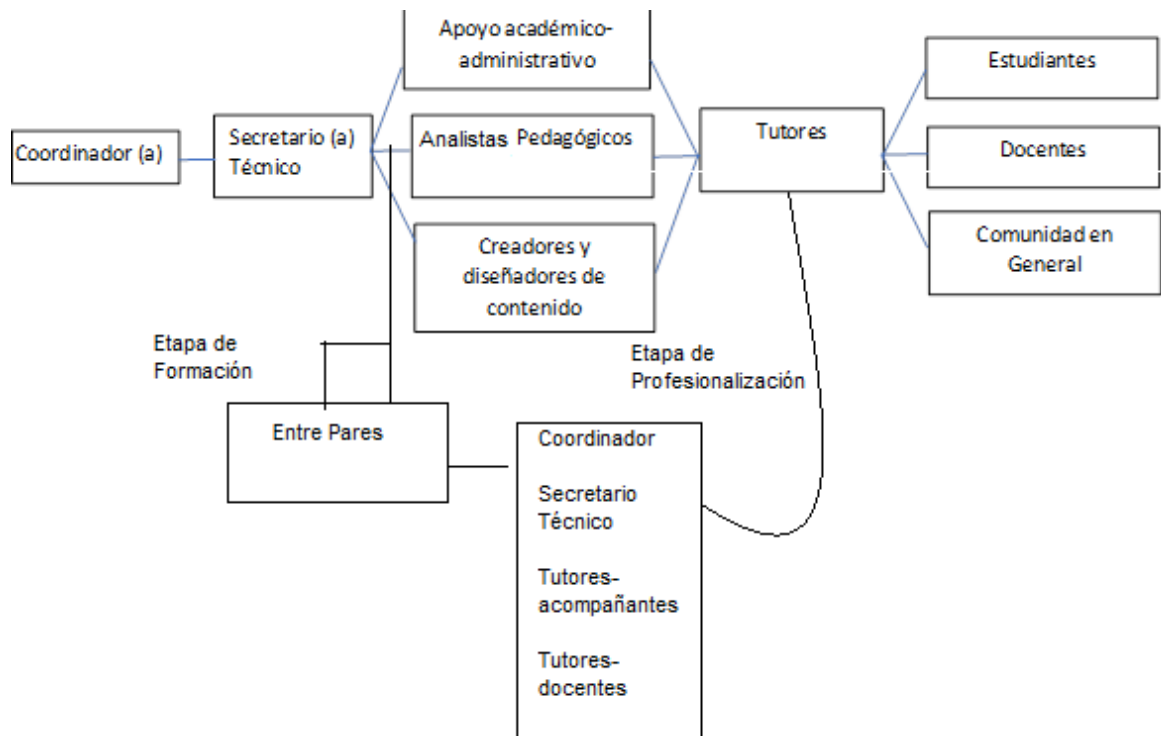 Coordinador (a)
Secretario (a)
Técnico
Apoyo académico-
administrativo
Analistas Pedagógicos
Creadores y
diseñadores de
contenido
Tutores
Estudiantes
Docentes
Comunidad en
General
Etapa de
Formación
Etapa de
Profesionalización
Entre Pares
Coordinador
Secretario
Técnico
Tutores-
acompañantes
Tutores-
docentes